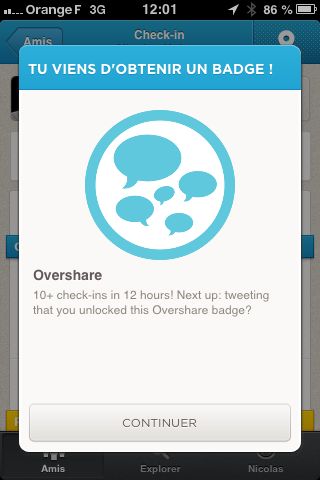 Orange F 3G 12:01 86 %
Amis Check-in
TU VIENS D'OBTENIR UN BADGE !
Overshare
10+ check-ins in 12 hours! Next up: tweeting
that you unlocked this Overshare badge?
CONTINUER
Amis Explorer Nicolas